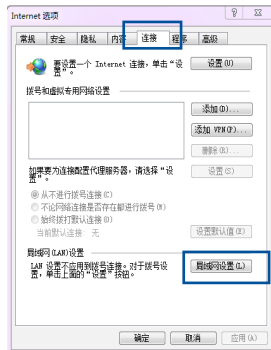 Internet 选项
常规 安全 隐私 内容 连接 程序 高级
要设置一个 Internet 连接，单击“设置”。
设置(U)
拨号和虚拟专用网络设置
添加(D)...
添加 VPN(P)...
删除(R)...
如果要为连接配置代理服务器，请选择“设置”。
设置(S)
从不进行拨号连接(C)
不论网络连接是否存在都进行拨号(W)
始终拨打默认连接(O)
当前默认连接: 无
设置默认值(E)
局域网(LAN)设置
LAN 设置不应用到拨号连接。对于拨号设置，单击上面的“设置”按钮。
局域网设置(L)
确定 取消 应用(A)